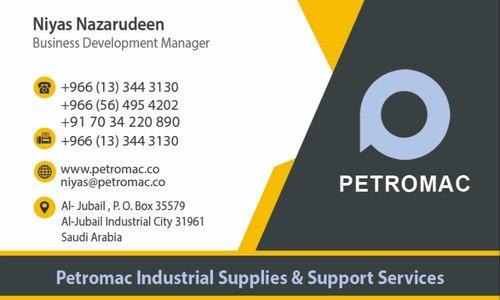 Niyas Nazarudeen
Business Development Manager
+966 (13) 344 3130
+966 (56) 495 4202
+91 70 34 220 890
+966 (13) 344 3130
www.petromac.co
niyas@petromac.co
Al- Jubail , P. O. Box 35579
Al-Jubail Industrial City 31961
Saudi Arabia
PETROMAC
Petromac Industrial Supplies & Support Services